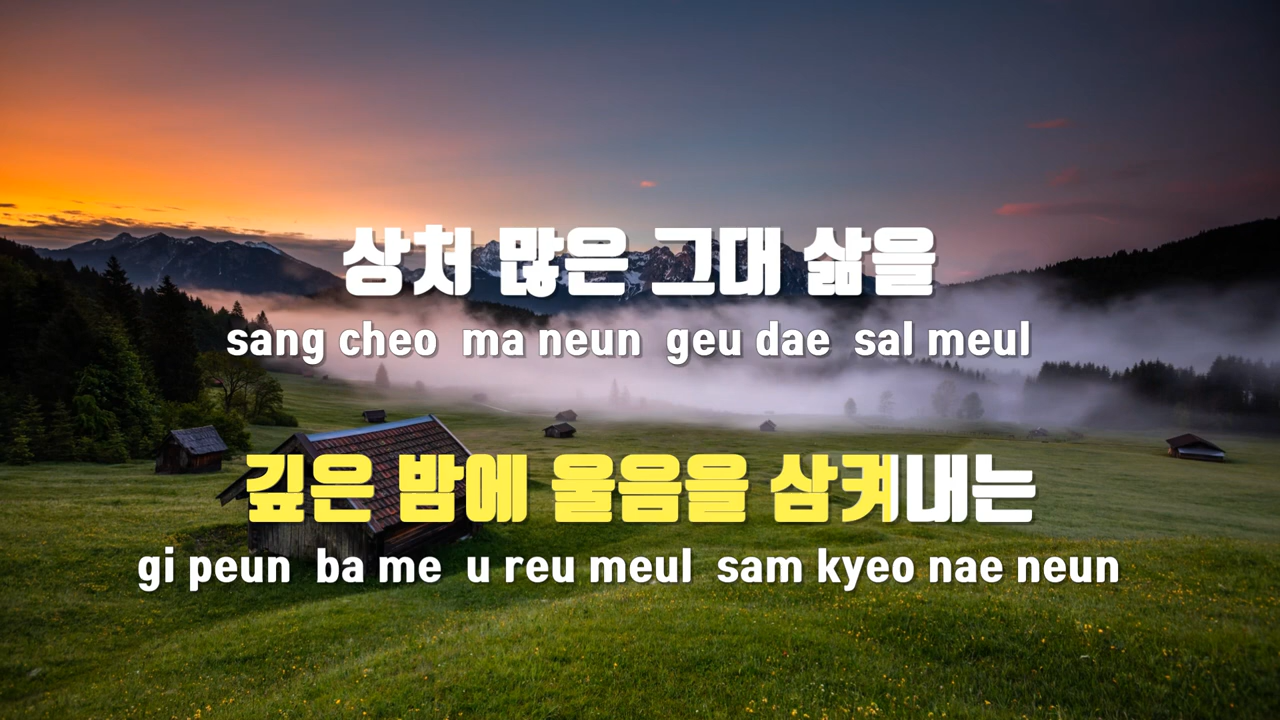 상처 많은 그대 삶을
sang cheo ma neun geu dae sal meul
깊은 밤에 울음을 삼켜내는
gi peun ba me u reu meul sam kyeo nae neun